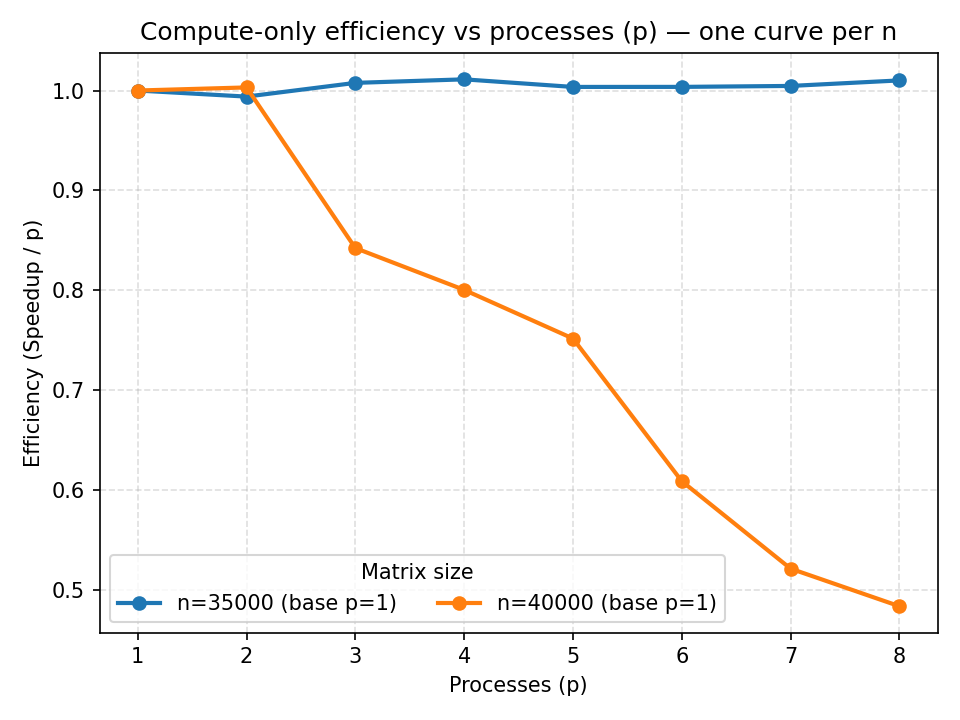 Compute-only efficiency vs processes (p) — one curve per n
Efficiency (Speedup / p)
1.0
0.9
0.8
0.7
0.6
0.5
Matrix size
n=35000 (base p=1)
n=40000 (base p=1)
1 2 3 4 5 6 7 8
Processes (p)